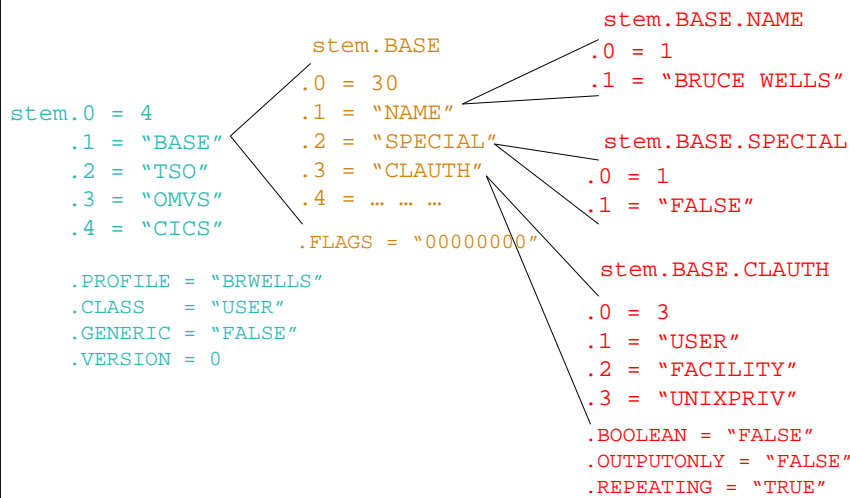 stem.0 = 4
.1 = “BASE”
.2 = “TSO”
.3 = “OMVS”
.4 = “CICS”
.PROFILE = “BRWELLS”
.CLASS = “USER”
.GENERIC = “FALSE”
.VERSION = 0
stem.BASE
.0 = 30
.1 = “NAME”
.2 = “SPECIAL”
.3 = “CLAUTH”
.4 = … … …
.FLAGS = “00000000”
stem.BASE.NAME
.0 = 1
.1 = “BRUCE WELLS”
stem.BASE.SPECIAL
.0 = 1
.1 = “FALSE”
stem.BASE.CLAUTH
.0 = 3
.1 = “USER”
.2 = “FACILITY”
.3 = “UNIXPRIV”
.BOOLEAN = “FALSE”
.OUTPUTONLY = “FALSE”
.REPEATING = “TRUE”